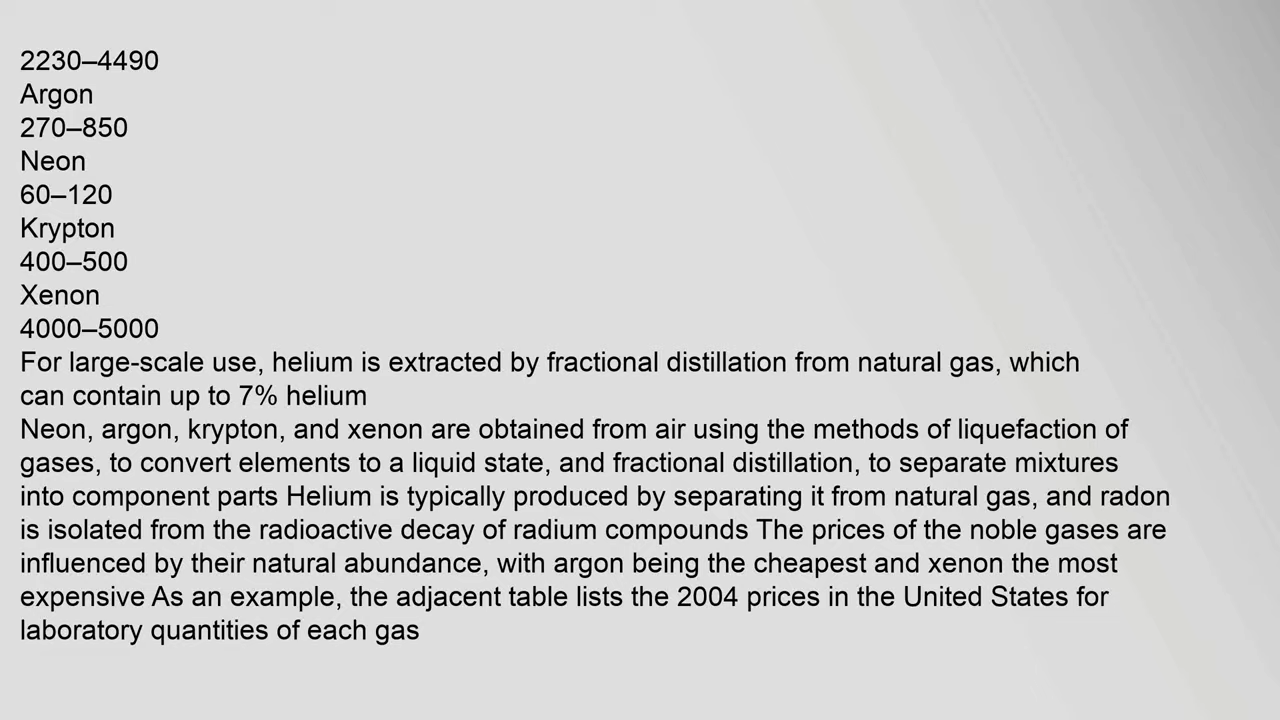 2230–4490
Argon
270–850
Neon
60–120
Krypton
400–500
Xenon
4000–5000
For large-scale use, helium is extracted by fractional distillation from natural gas, which
can contain up to 7% helium
Neon, argon, krypton, and xenon are obtained from air using the methods of liquefaction of
gases, to convert elements to a liquid state, and fractional distillation, to separate mixtures
into component parts Helium is typically produced by separating it from natural gas, and radon
is isolated from the radioactive decay of radium compounds The prices of the noble gases are
influenced by their natural abundance, with argon being the cheapest and xenon the most
expensive As an example, the adjacent table lists the 2004 prices in the United States for
laboratory quantities of each gas